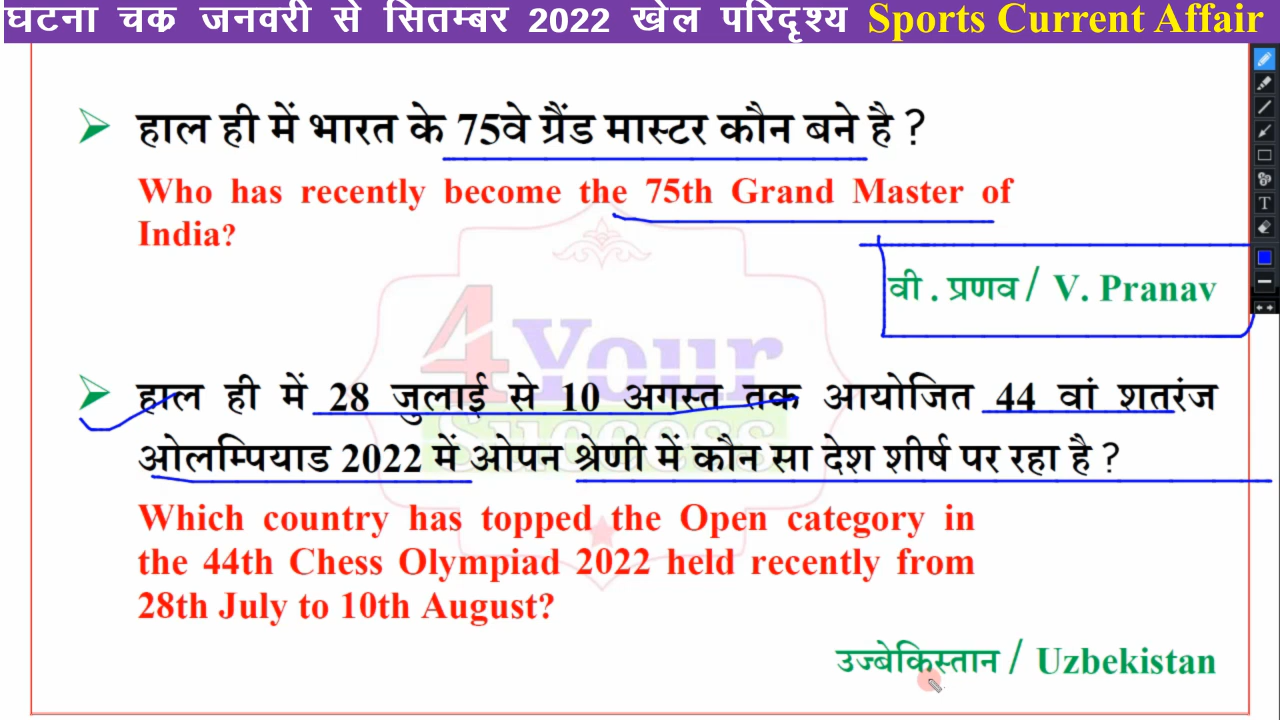 घटना चक्र जनवरी से सितम्बर 2022 खेल परिदृश्य Sports Current Affair
हाल ही में भारत के 75वे ग्रैंड मास्टर कौन बने है ?
Who has recently become the 75th Grand Master of
India?
वी . प्रणव / V. Pranav
4Your
Success
हाल ही में 28 जुलाई से 10 अगस्त तक आयोजित 44 वां शतरंज
ओलम्पियाड 2022 में ओपन श्रेणी में कौन सा देश शीर्ष पर रहा है ?
Which country has topped the Open category in
the 44th Chess Olympiad 2022 held recently from
28th July to 10th August?
उज्बेकिस्तान / Uzbekistan